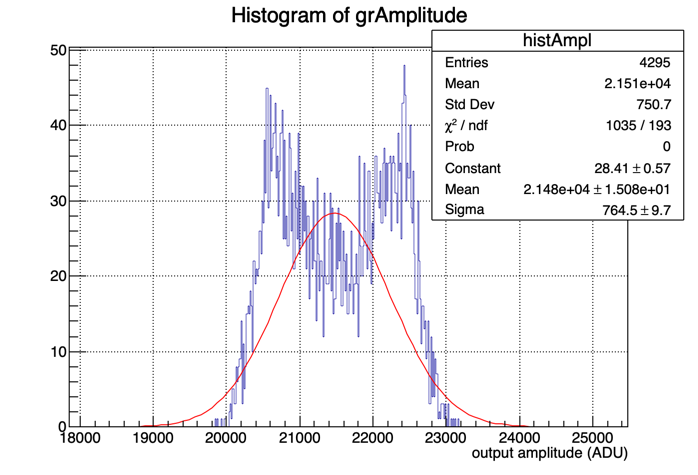 Histogram of grAmplitude
histAmpl
Entries 4295
Mean 2.151e+04
Std Dev 750.7
χ² / ndf 1035 / 193
Prob 0
Constant 28.41 ± 0.57
Mean 2.148e+04 ± 1.508e+01
Sigma 764.5 ± 9.7
50
40
30
20
10
0
18000 19000 20000 21000 22000 23000 24000 25000
output amplitude (ADU)